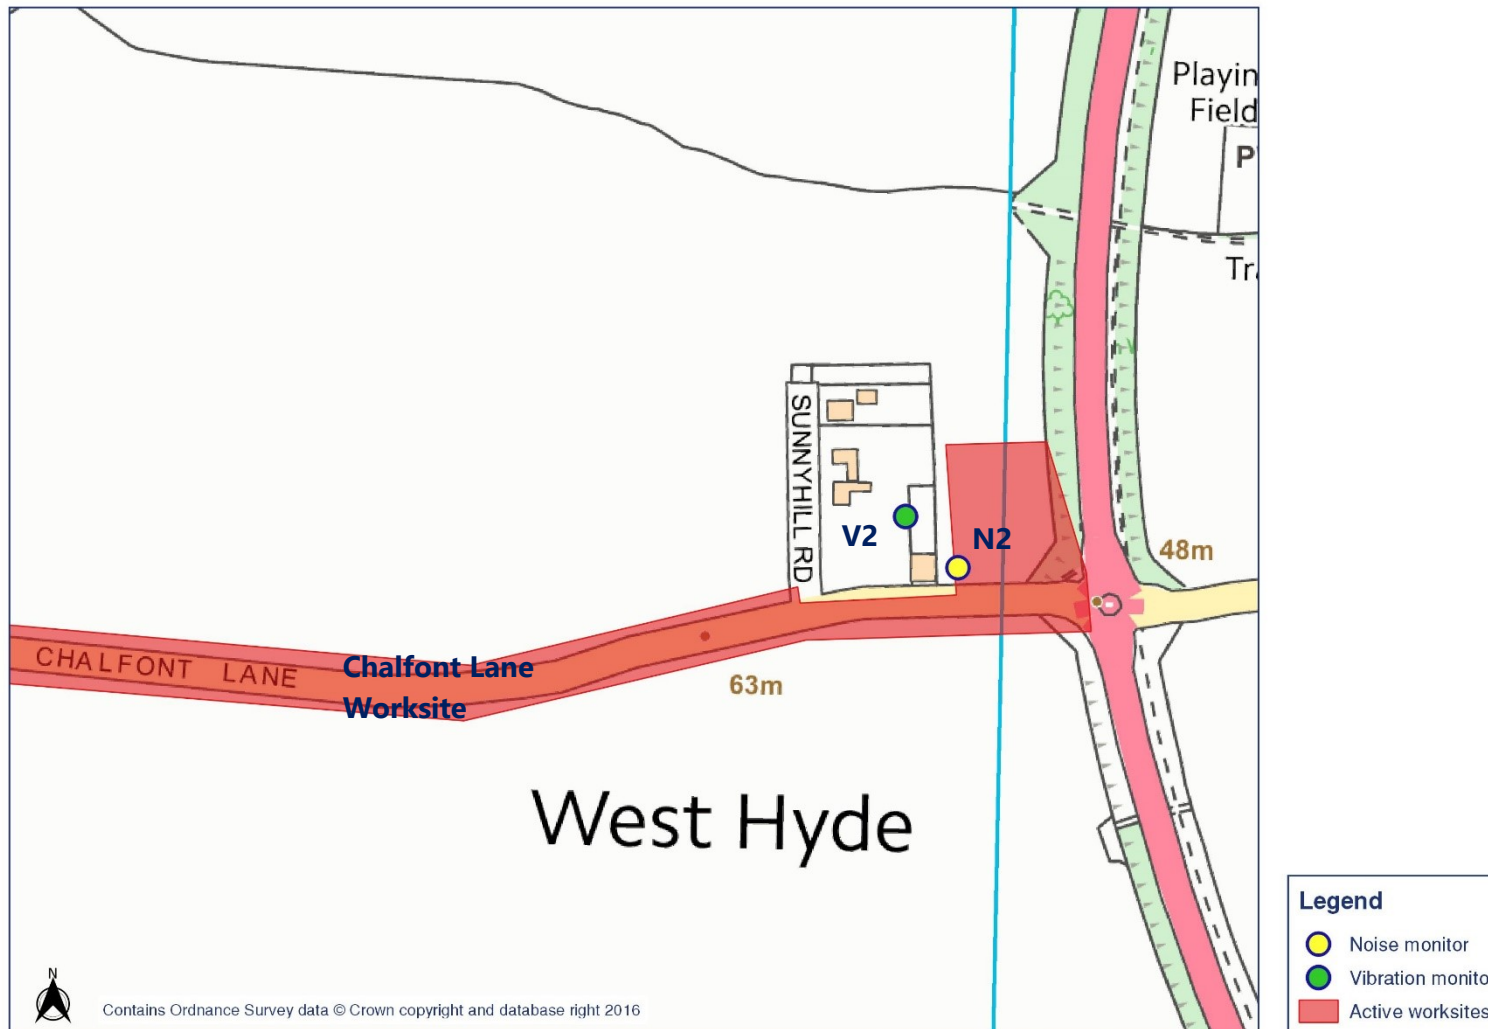 Playin
Field
P
Tr
SUNNYHILL RD
V2
N2
48m
CHALFONT LANE
Chalfont Lane
Worksite
63m
West Hyde
N
Contains Ordnance Survey data © Crown copyright and database right 2016
Legend
Noise monitor
Vibration monito
Active worksites